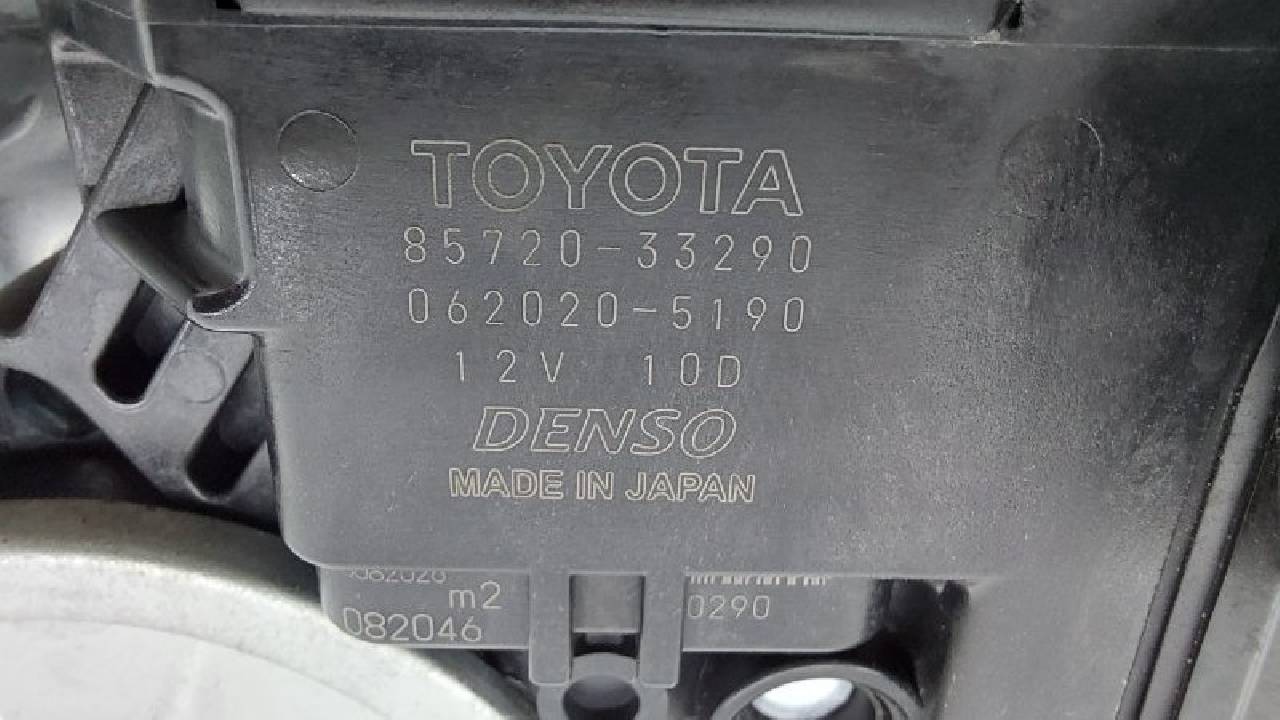 TOYOTA
85720-33290
062020-5190
12V 10D
DENSO
MADE IN JAPAN
m2
0290
082046